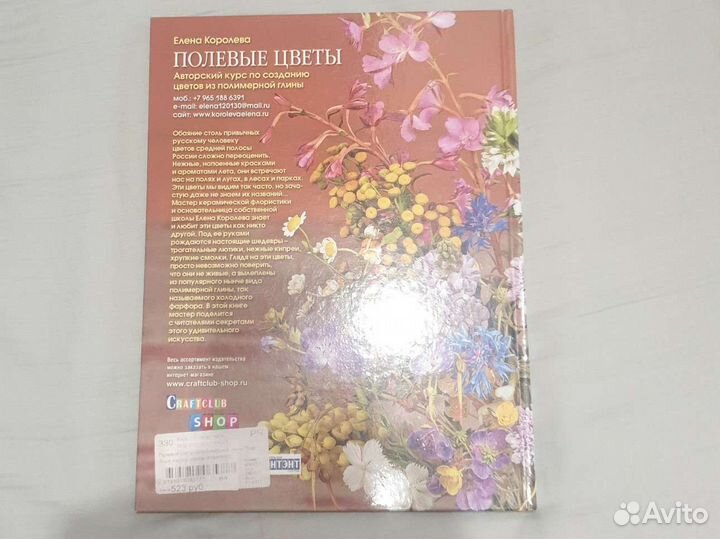 Елена Королева
ПОЛЕВЫЕ ЦВЕТЫ
Авторский курс по созданию
цветов из полимерной глины
моб.: +7 965 188 6391
e-mail: elena120130@mail.ru
сайт: www.korolevaelena.ru
Обаяние столь привычных
русскому человеку
цветов средней полосы
России сложно переоценить.
Нежные, напоенные красками
и ароматами лета, они встречают
нас на полях и лугах, в лесах и парках.
Эти цветы мы видим так часто, но зача-
стую даже не знаем их названий...
Мастер керамической флористики
и основательница собственной
школы Елена Королева знает
и любит эти цветы как никто
другой. Под ее руками
рождаются настоящие шедевры –
трогательные лютики, нежные кипреи,
хрупкие смолки. Глядя на эти цветы,
просто невозможно поверить,
что они не живые, а вылеплены
из популярного нынче вида
полимерной глины, так
называемого холодного
фарфора. В этой книге
мастер поделится
с читателями секретами
этого удивительного
искусства.
Весь ассортимент издательства
можно заказать в нашем
интернет-магазине
www.craftclub-shop.ru
CRAFTCLUB
SHOP
330
НТЭНТ
523 руб
Avito